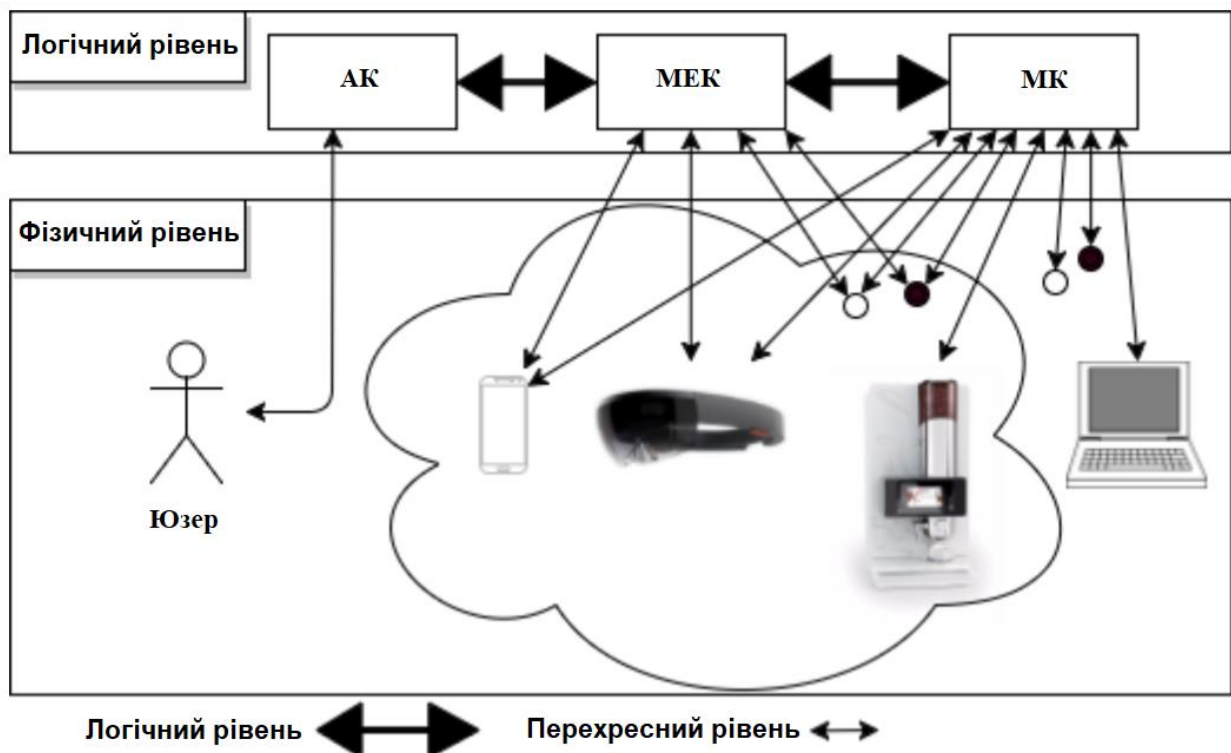 Логічний рівень
АК
МЕК
МК
Фізичний рівень
Юзер
Логічний рівень
Перехресний рівень